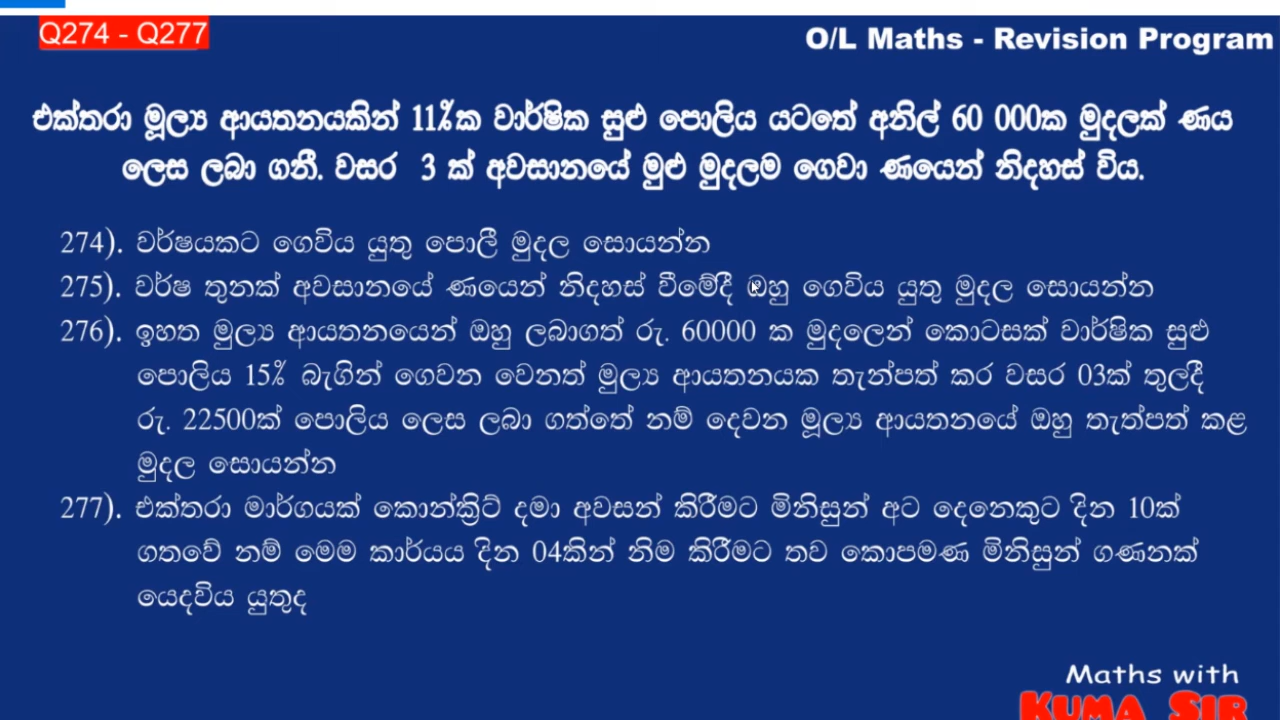 Q274 - Q277
O/L Maths - Revision Program
එක්තරා මූල්‍ය ආයතනයකින් 11%ක වාර්ෂික සුළු පොලිය යටතේ අනිල් 60 000ක මුදලක් ණය
ලෙස ලබා ගනී. වසර 3 ක් අවසානයේ මුළු මුදලම ගෙවා ණයෙන් නිදහස් විය.
274). වර්ෂයකට ගෙවිය යුතු පොලී මුදල සොයන්න
275). වර්ෂ තුනක් අවසානයේ ණයෙන් නිදහස් වීමේදී ඔහු ගෙවිය යුතු මුදල සොයන්න
276). ඉහත මුල්‍ය ආයතනයෙන් ඔහු ලබාගත් රු. 60000 ක මුදලෙන් කොටසක් වාර්ෂික සුළු
පොලිය 15% බැගින් ගෙවන වෙනත් මුල්‍ය ආයතනයක තැන්පත් කර වසර 03ක් තුලදී
රු. 22500ක් පොලිය ලෙස ලබා ගත්තේ නම් දෙවන මූල්‍ය ආයතනයේ ඔහු තැත්පත් කළ
මුදල සොයන්න
277). එක්තරා මාර්ගයක් කොන්ක්‍රිට් දමා අවසන් කිරීමට මිනිසුන් අට දෙනෙකුට දින 10ක්
ගතවේ නම් මෙම කාර්යය දින 04කින් නිම කිරීමට තව කොපමණ මිනිසුන් ගණනක්
යෙදවිය යුතුද
Maths with
KUMA SIR